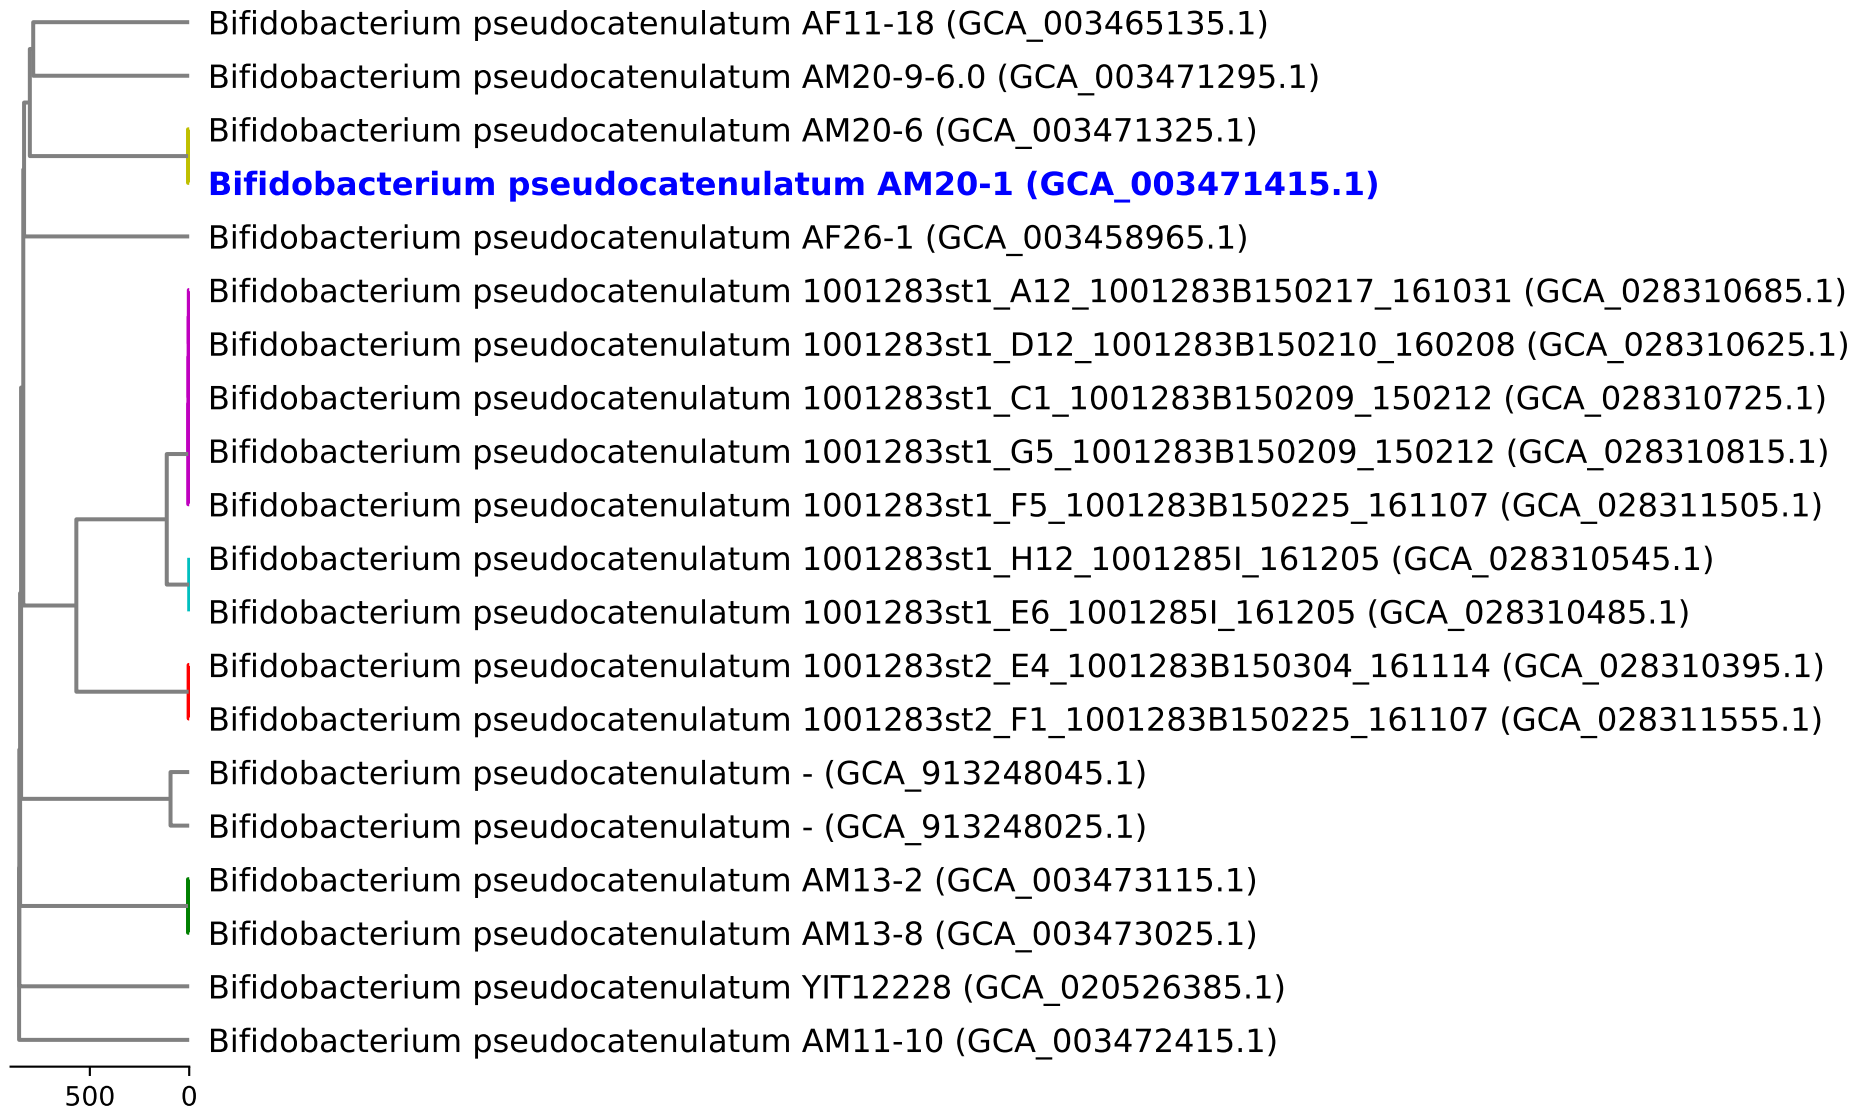 Bifidobacterium pseudocatenulatum AF11-18 (GCA_003465135.1)
Bifidobacterium pseudocatenulatum AM20-9-6.0 (GCA_003471295.1)
Bifidobacterium pseudocatenulatum AM20-6 (GCA_003471325.1)
Bifidobacterium pseudocatenulatum AM20-1 (GCA_003471415.1)
Bifidobacterium pseudocatenulatum AF26-1 (GCA_003458965.1)
Bifidobacterium pseudocatenulatum 1001283st1_A12_1001283B150217_161031 (GCA_028310685.1)
Bifidobacterium pseudocatenulatum 1001283st1_D12_1001283B150210_160208 (GCA_028310625.1)
Bifidobacterium pseudocatenulatum 1001283st1_C1_1001283B150209_150212 (GCA_028310725.1)
Bifidobacterium pseudocatenulatum 1001283st1_G5_1001283B150209_150212 (GCA_028310815.1)
Bifidobacterium pseudocatenulatum 1001283st1_F5_1001283B150225_161107 (GCA_028311505.1)
Bifidobacterium pseudocatenulatum 1001283st1_H12_1001285I_161205 (GCA_028310545.1)
Bifidobacterium pseudocatenulatum 1001283st1_E6_1001285I_161205 (GCA_028310485.1)
Bifidobacterium pseudocatenulatum 1001283st2_E4_1001283B150304_161114 (GCA_028310395.1)
Bifidobacterium pseudocatenulatum 1001283st2_F1_1001283B150225_161107 (GCA_028311555.1)
Bifidobacterium pseudocatenulatum - (GCA_913248045.1)
Bifidobacterium pseudocatenulatum - (GCA_913248025.1)
Bifidobacterium pseudocatenulatum AM13-2 (GCA_003473115.1)
Bifidobacterium pseudocatenulatum AM13-8 (GCA_003473025.1)
Bifidobacterium pseudocatenulatum YIT12228 (GCA_020526385.1)
Bifidobacterium pseudocatenulatum AM11-10 (GCA_003472415.1)
500 0